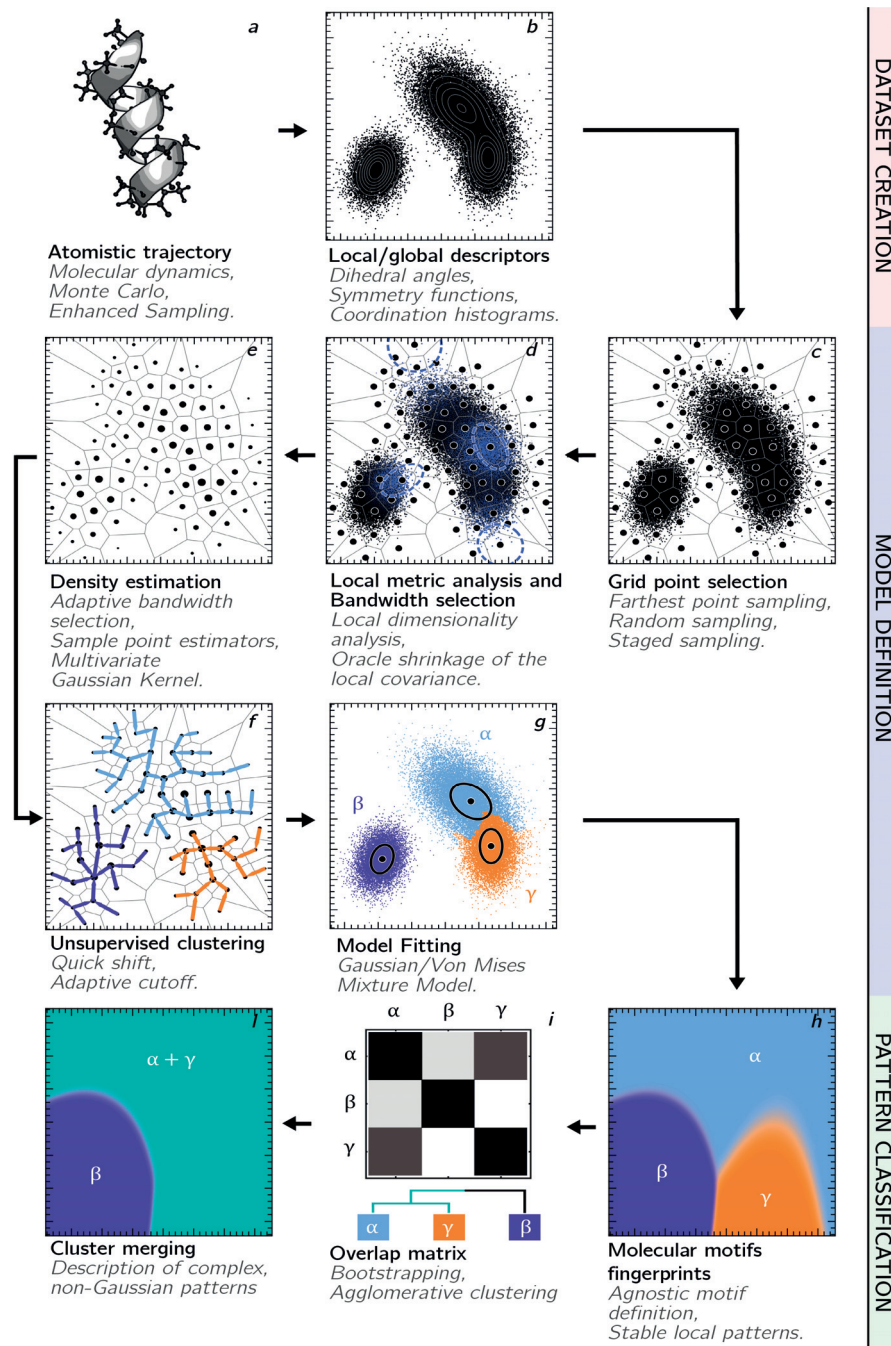 a
b
Atomistic trajectory
Molecular dynamics,
Monte Carlo,
Enhanced Sampling.
Local/global descriptors
Dihedral angles,
Symmetry functions,
Coordination histograms.
DATASET CREATION
e
d
c
Density estimation
Adaptive bandwidth
selection,
Sample point estimators,
Multivariate
Gaussian Kernel.
Local metric analysis and
Bandwidth selection
Local dimensionality
analysis,
Oracle shrinkage of the
local covariance.
Grid point selection
Farthest point sampling,
Random sampling,
Staged sampling.
MODEL DEFINITION
f
g
α
β
γ
Unsupervised clustering
Quick shift,
Adaptive cutoff.
Model Fitting
Gaussian/Von Mises
Mixture Model.
l
α + γ
β
Cluster merging
Description of complex,
non-Gaussian patterns
i
α β γ
α
β
γ
α γ β
Overlap matrix
Bootstrapping,
Agglomerative clustering
h
α
β
γ
Molecular motifs
fingerprints
Agnostic motif
definition,
Stable local patterns.
PATTERN CLASSIFICATION